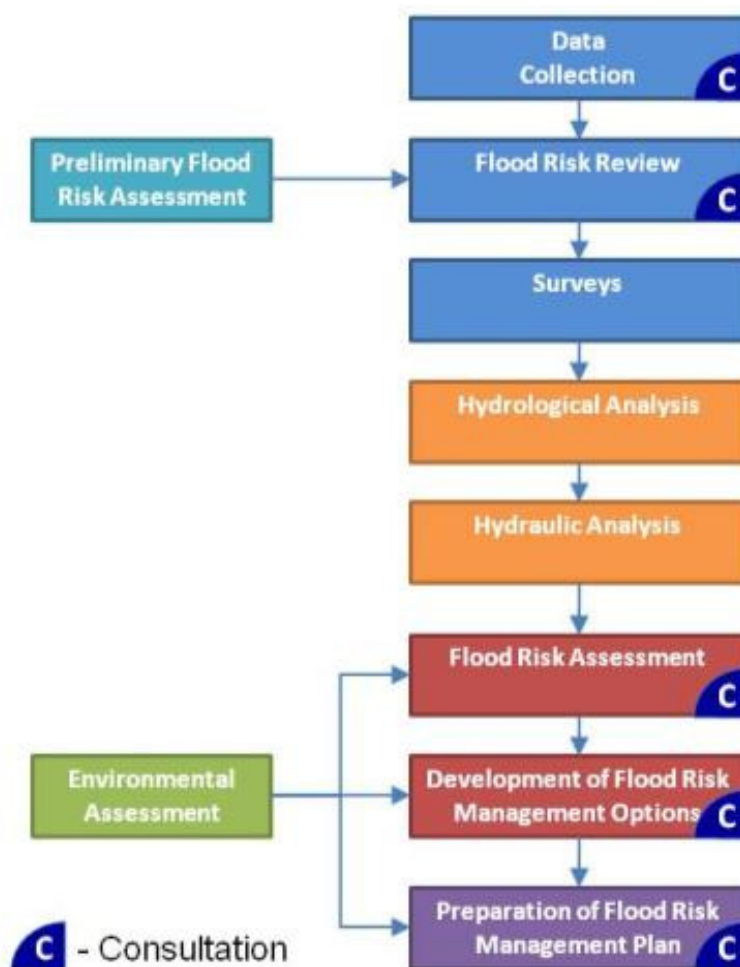 Data
Collection
C
Preliminary Flood
Risk Assessment
Flood Risk Review
C
Surveys
Hydrological Analysis
Hydraulic Analysis
Flood Risk Assessment
C
Environmental
Assessment
Development of Flood Risk
Management Options
C
Preparation of Flood Risk
Management Plan
C
C - Consultation